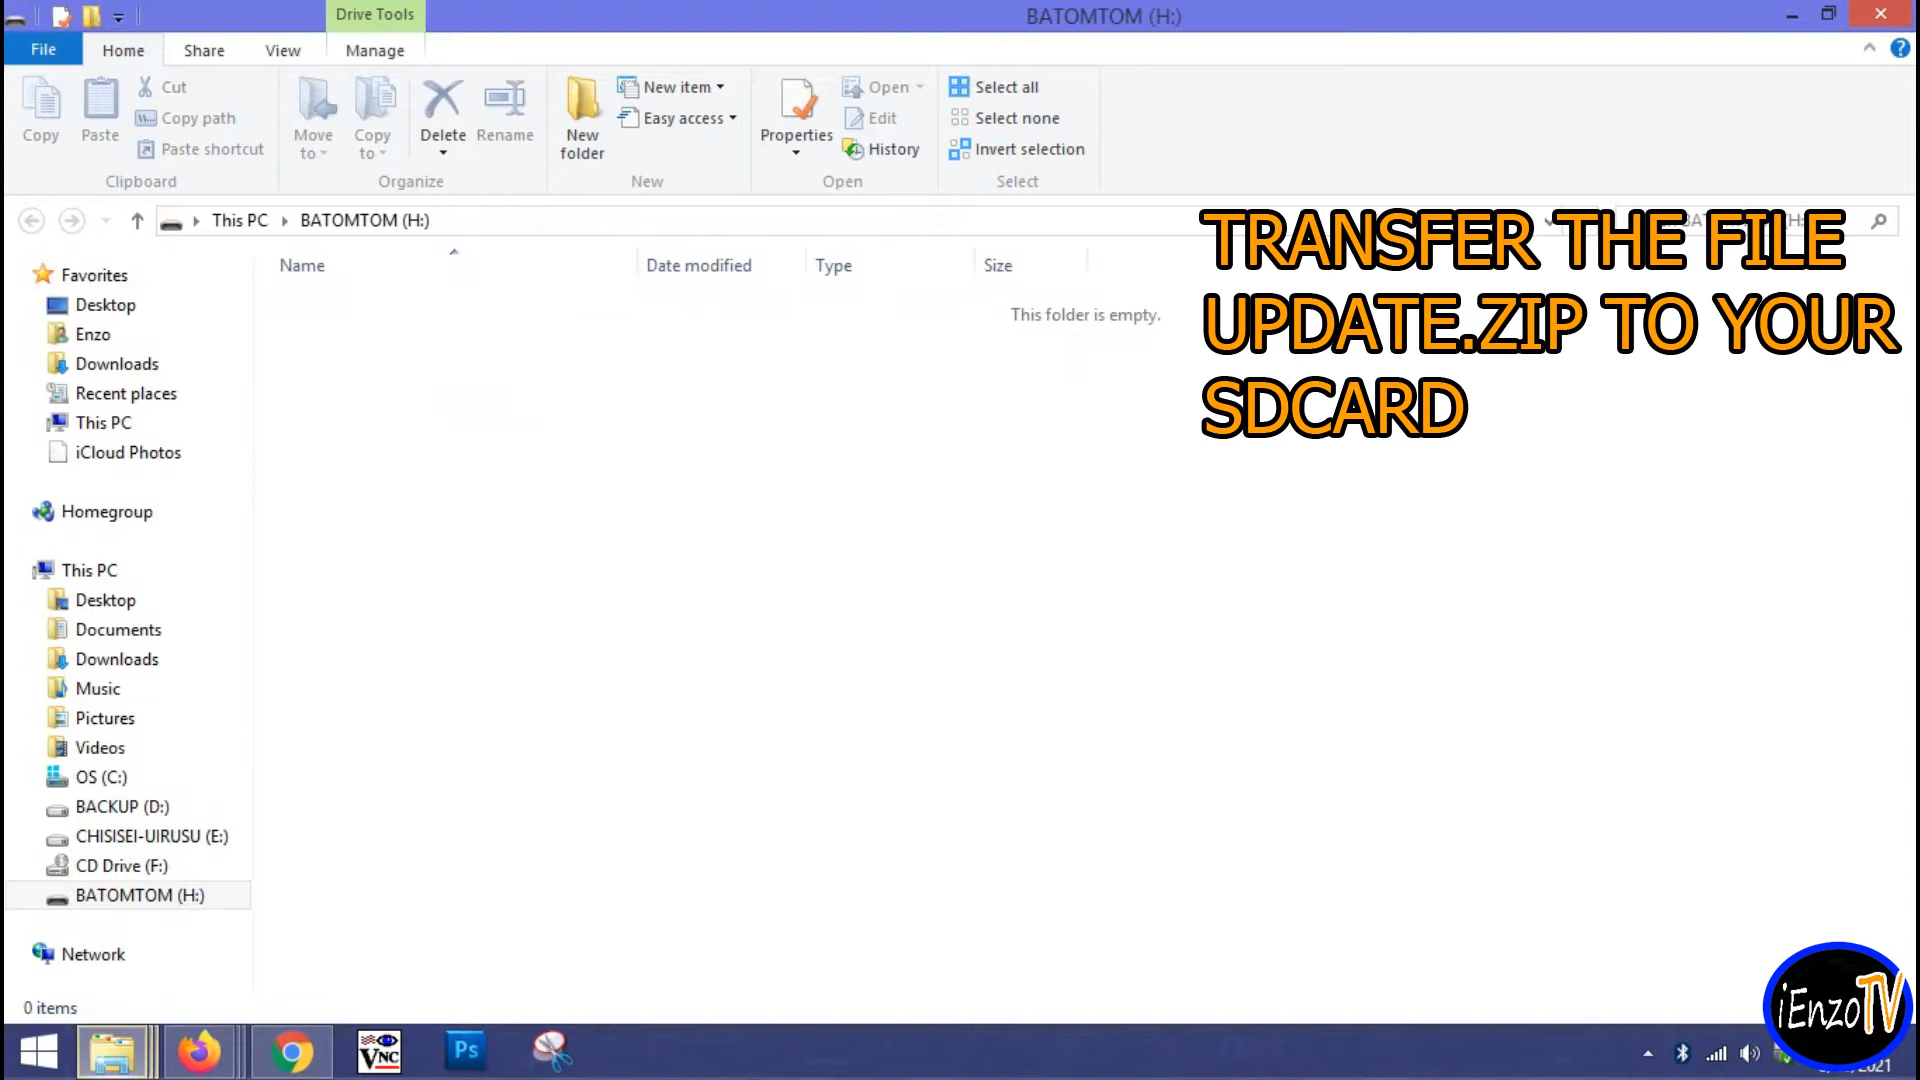 Drive Tools
BATOMTOM (H:)
File
Home
Share
View
Manage
Copy
Paste
Cut
Copy path
Paste shortcut
Clipboard
Move to
Copy to
Delete
Rename
Organize
New folder
New item
Easy access
New
Properties
Open
Edit
History
Open
Select all
Select none
Invert selection
Select
This PC
BATOMTOM (H:)
TRANSFER THE FILE
UPDATE.ZIP TO YOUR
SDCARD
Name
Date modified
Type
Size
This folder is empty.
Favorites
Desktop
Enzo
Downloads
Recent places
This PC
iCloud Photos
Homegroup
This PC
Desktop
Documents
Downloads
Music
Pictures
Videos
OS (C:)
BACKUP (D:)
CHISISEI-UIRUSU (E:)
CD Drive (F:)
BATOMTOM (H:)
Network
0 items
VNC
Ps
iEnzoTV